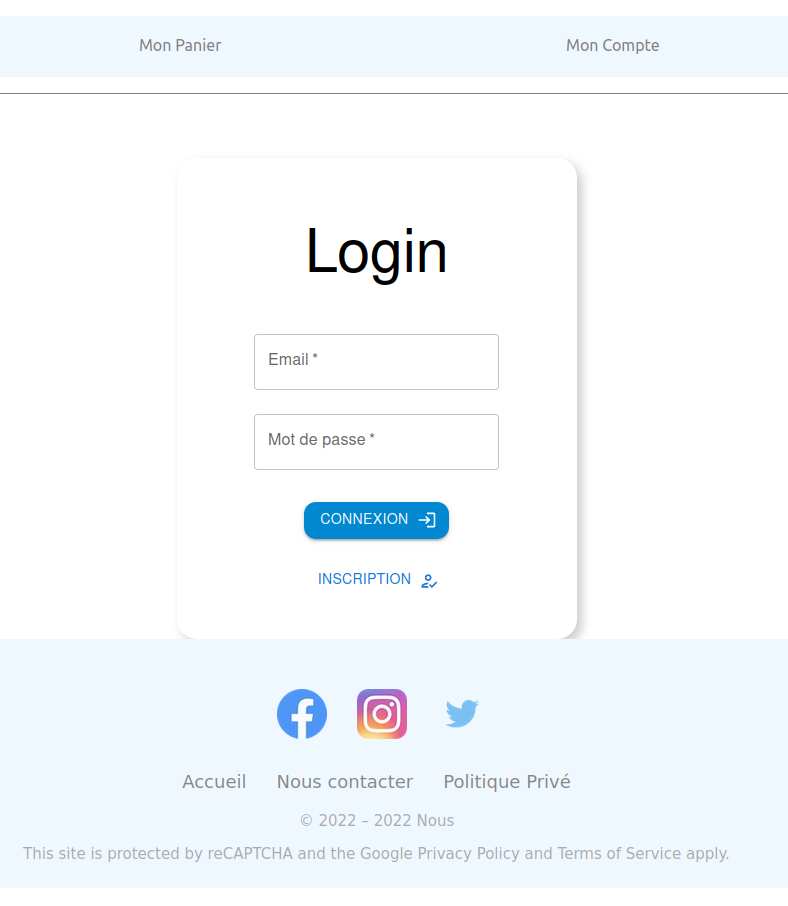 Mon Panier Mon Compte
Login
Email *
Mot de passe *
CONNEXION
INSCRIPTION
Accueil Nous contacter Politique Privé
© 2022 – 2022 Nous
This site is protected by reCAPTCHA and the Google Privacy Policy and Terms of Service apply.